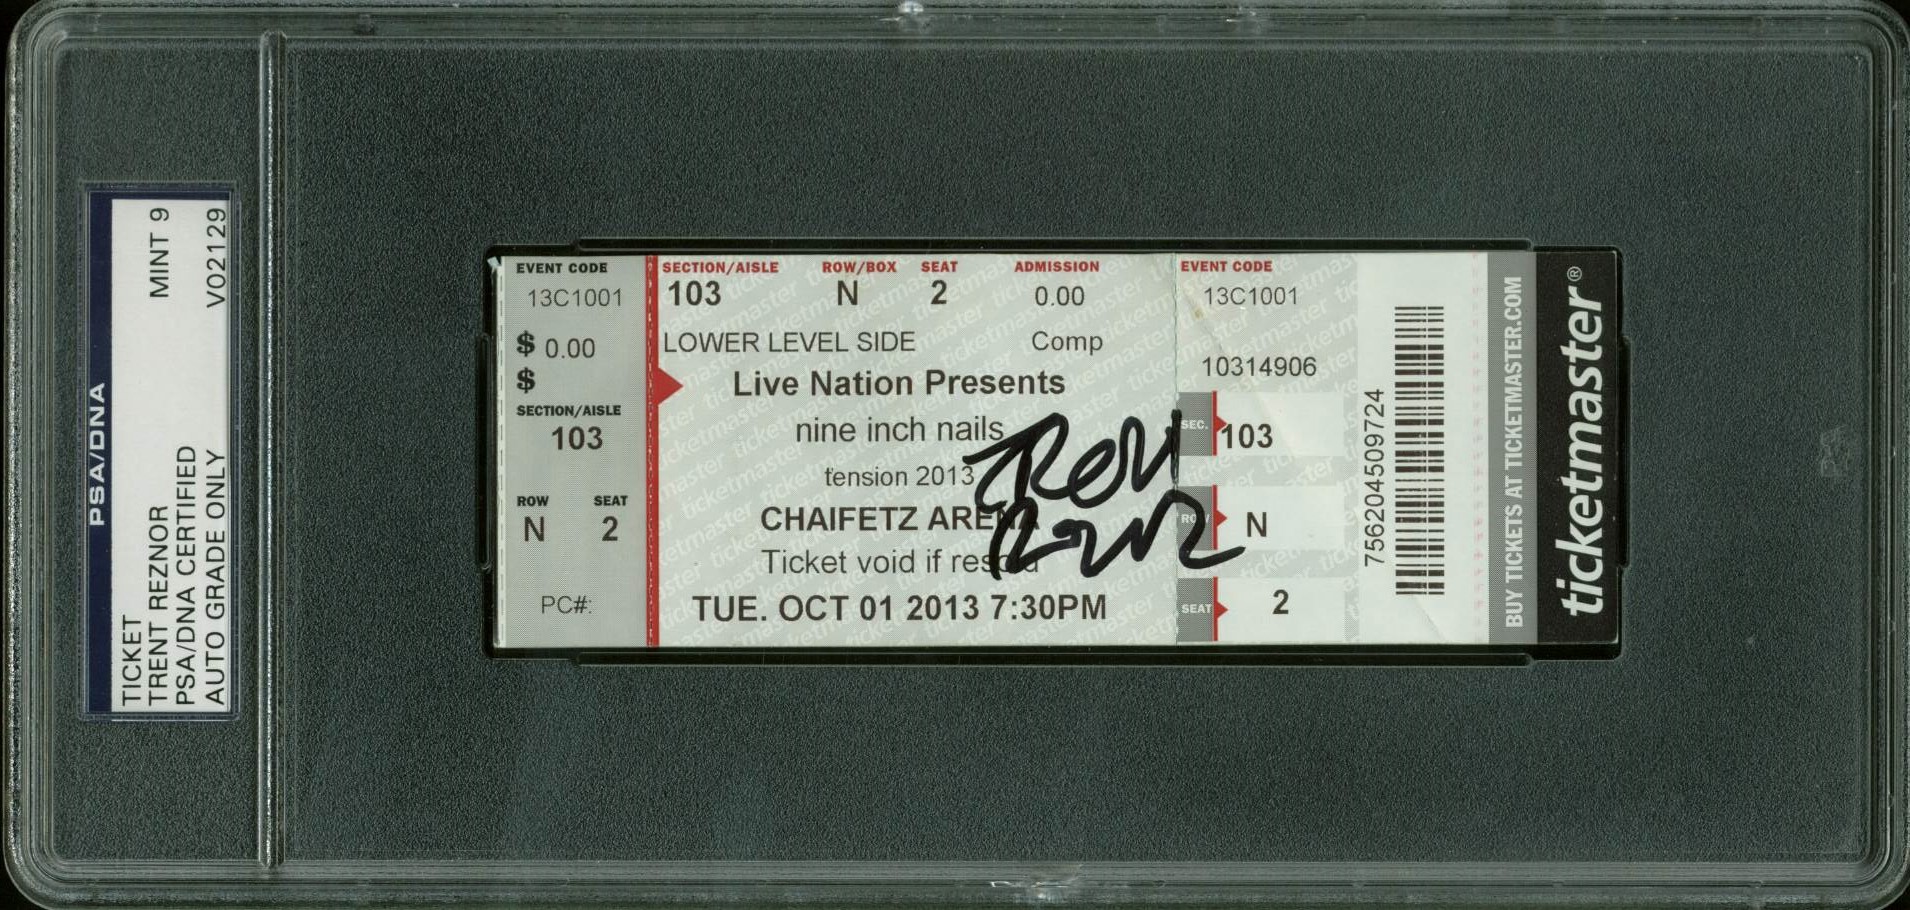 PSA/DNA
TICKET
TRENT REZNOR MINT 9
PSA/DNA CERTIFIED
AUTO GRADE ONLY V02129
EVENT CODE
13C1001
$ 0.00
$
SECTION/AISLE
103
ROW SEAT
N 2
PC#:
SECTION/AISLE ROW/BOX SEAT ADMISSION
103 N 2 0.00
LOWER LEVEL SIDE Comp
Live Nation Presents
nine inch nails
tension 2013
CHAIFETZ ARENA
Ticket void if resold
TUE. OCT 01 2013 7:30PM
EVENT CODE
13C1001
10314906
SEC. 103
ROW N
SEAT 2
756204509724
BUY TICKETS AT TICKETMASTER.COM
ticketmaster®